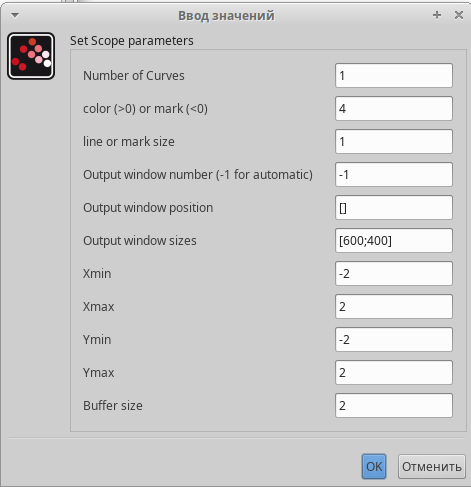 Ввод значений
Set Scope parameters
Number of Curves 1
color (>0) or mark (<0) 4
line or mark size 1
Output window number (-1 for automatic) -1
Output window position []
Output window sizes [600;400]
Xmin -2
Xmax 2
Ymin -2
Ymax 2
Buffer size 2
OK Отменить